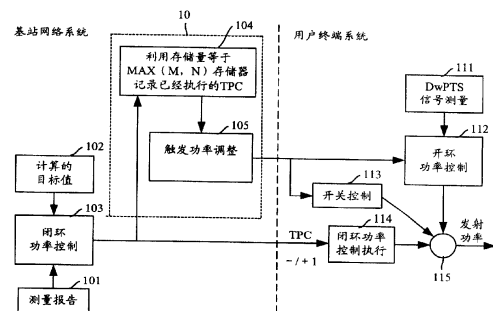 基站网络系统
用户终端系统
10
104
利用存储量等于
MAX（M，N）存储器
记录已经执行的TPC
105
触发功率调整
102
计算的
目标值
103
闭环
功率控制
101
测量报告
111
DwPTS
信号测量
112
开环
功率控制
113
开关控制
114
TPC
-/+1
闭环功率
控制执行
发射
功率
115